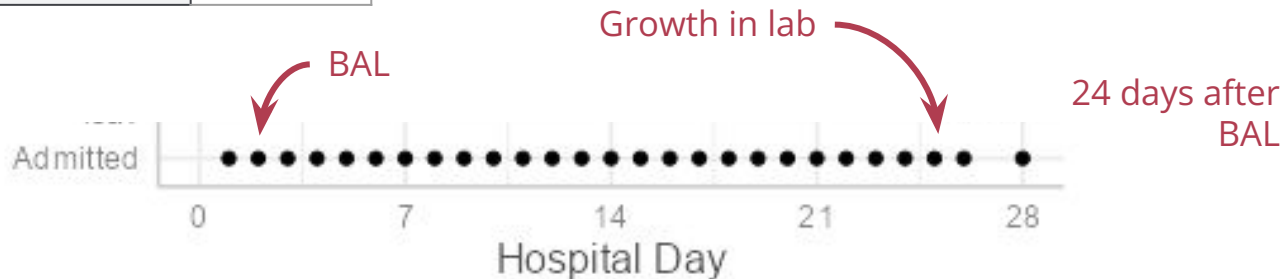 Growth in lab
BAL
24 days after
BAL
Admitted
0 7 14 21 28
Hospital Day